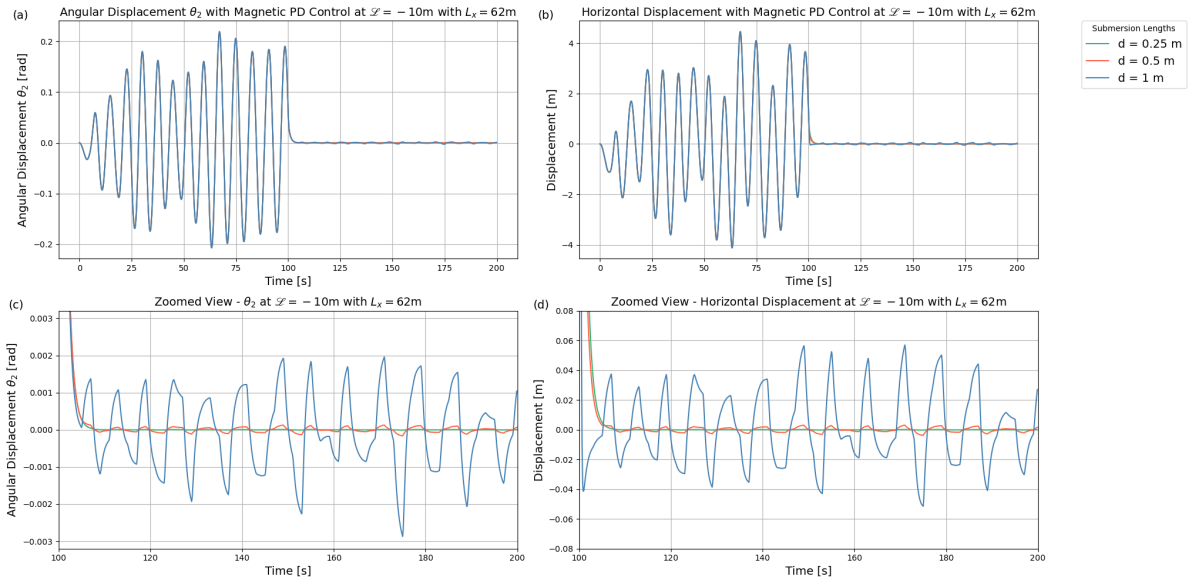 (a)
Angular Displacement θ₂ with Magnetic PD Control at ℒ = −10m with Lₓ = 62m
Angular Displacement θ₂ [rad]
0.2
0.1
0.0
−0.1
−0.2
0 25 50 75 100 125 150 175 200
Time [s]
(b)
Horizontal Displacement with Magnetic PD Control at ℒ = −10m with Lₓ = 62m
Displacement [m]
4
2
0
−2
−4
0 25 50 75 100 125 150 175 200
Time [s]
Submersion Lengths
d = 0.25 m
d = 0.5 m
d = 1 m
(c)
Zoomed View - θ₂ at ℒ = −10m with Lₓ = 62m
Angular Displacement θ₂ [rad]
0.003
0.002
0.001
0.000
−0.001
−0.002
−0.003
100 120 140 160 180 200
Time [s]
(d)
Zoomed View - Horizontal Displacement at ℒ = −10m with Lₓ = 62m
Displacement [m]
0.08
0.06
0.04
0.02
0.00
−0.02
−0.04
−0.06
−0.08
100 120 140 160 180 200
Time [s]